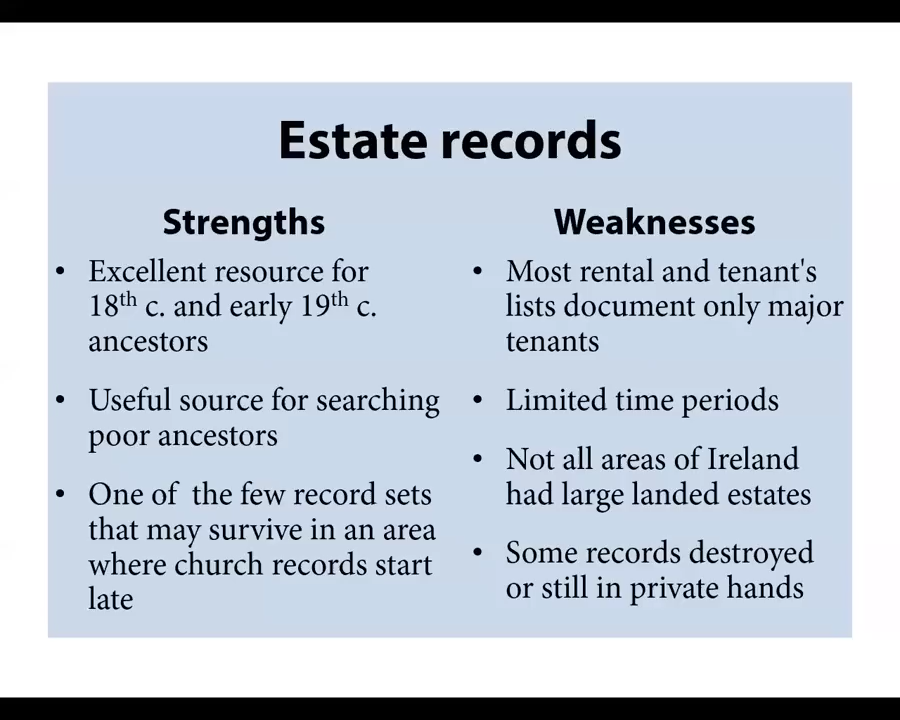 Estate records
Strengths
Excellent resource for
18th c. and early 19th c.
ancestors
Useful source for searching
poor ancestors
One of  the few record sets
that may survive in an area
where church records start
late
Weaknesses
Most rental and tenant's
lists document only major
tenants
Limited time periods
Not all areas of Ireland
had large landed estates
Some records destroyed
or still in private hands